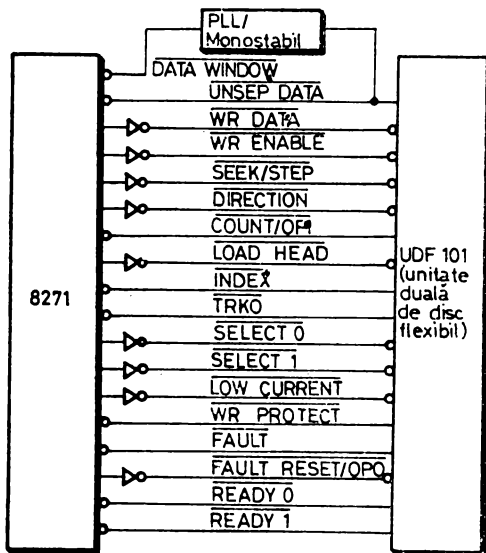 PLL/
Monostabil
DATA WINDOW
UNSEP DATA
WR DATA
WR ENABLE
SEEK/STEP
DIRECTION
COUNT/OPI
LOAD HEAD
INDEX
TRKO
SELECT 0
SELECT 1
LOW CURRENT
WR PROTECT
FAULT
FAULT RESET/OPO
READY 0
READY 1
8271
UDF 101
(unitate
duală
de disc
flexibil)